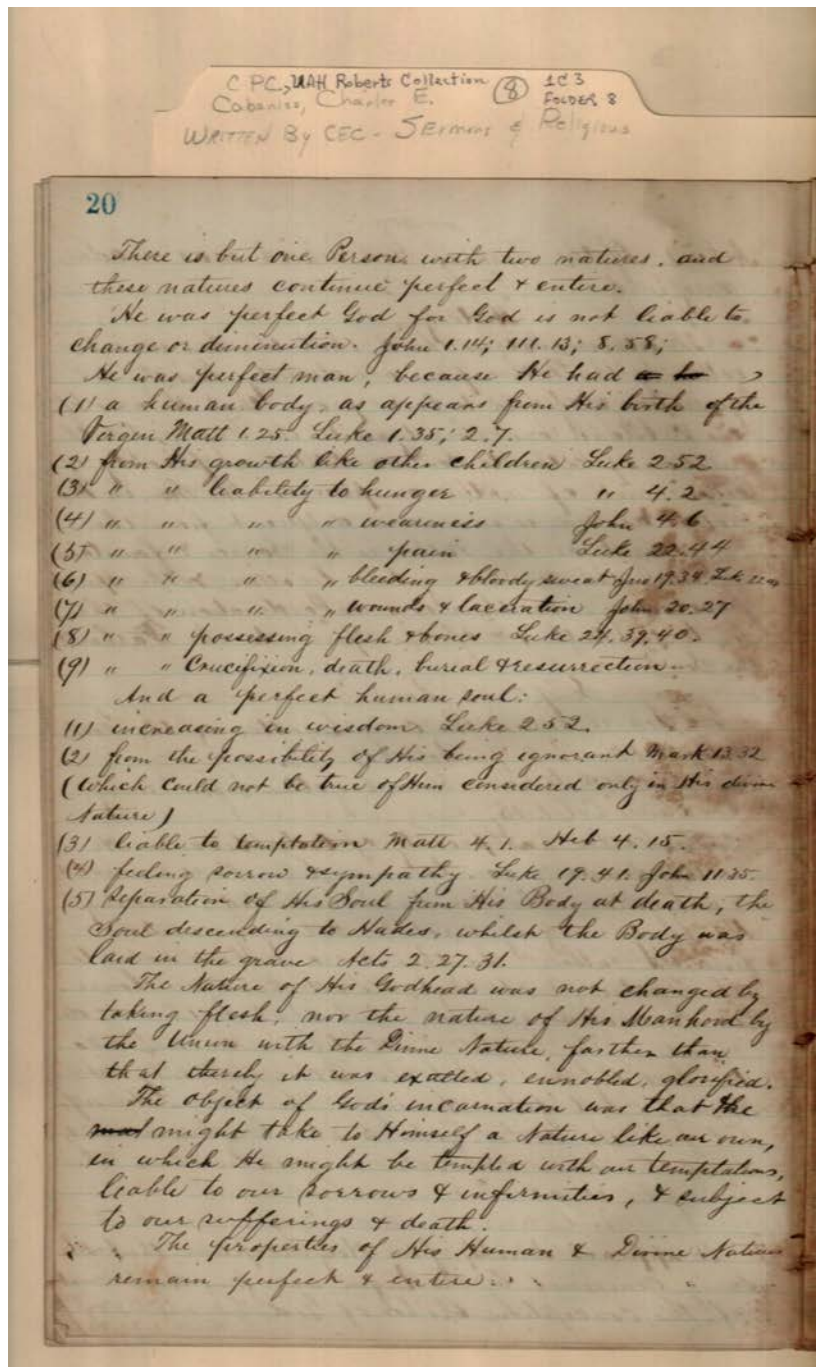 C PC, UAH Roberts Collection 8 1C3
Cabaniss, Charles E. FOLDER 8
WRITTEN By CEC - Sermons & Religious
20
There is but one Person with two natures, and
these natures continue perfect & entire.
He was perfect God for God is not liable to
change or diminution. John 1.14; 111.13; 8.58;
He was perfect man, because He had
(1) a human body, as appears from His birth of the
Virgin Matt 1.25. Luke 1.35; 2.7.
(2) from His growth like other children Luke 2.52
(3) " " liability to hunger " 4.2
(4) " " " " weariness John 4.6
(5) " " " " pain Luke 22.44
(6) " " " " bleeding & bloody sweat Jno 19.34. Luk
(7) " " " " wounds & laceration John 20.27
(8) " " possessing flesh & bones Luke 24.39,40.
(9) " " Crucifixion, death, burial & resurrection.
And a perfect human soul:
(1) increasing in wisdom Luke 2.52.
(2) from the possibility of His being ignorant Mark 13.32
(which could not be true of Him considered only in His divine
Nature)
(3) liable to temptation Matt 4.1. Heb 4.15.
(4) feeling sorrow & sympathy Luke 19.41. John 11.35.
(5) Separation of His Soul from His Body at death, the
Soul descending to Hades, whilst the Body was
laid in the grave Acts 2.27.31.
The Nature of His Godhead was not changed by
taking flesh, nor the nature of His Manhood by
the Union with the Divine Nature, farther than
that thereby it was exalted, ennobled, glorified.
The object of God's incarnation was that He
might take to Himself a Nature like our own,
in which He might be tempted with our temptations,
liable to our sorrows & infirmities, & subject
to our sufferings & death.
The properties of His Human & Divine Natures
remain perfect & entire.